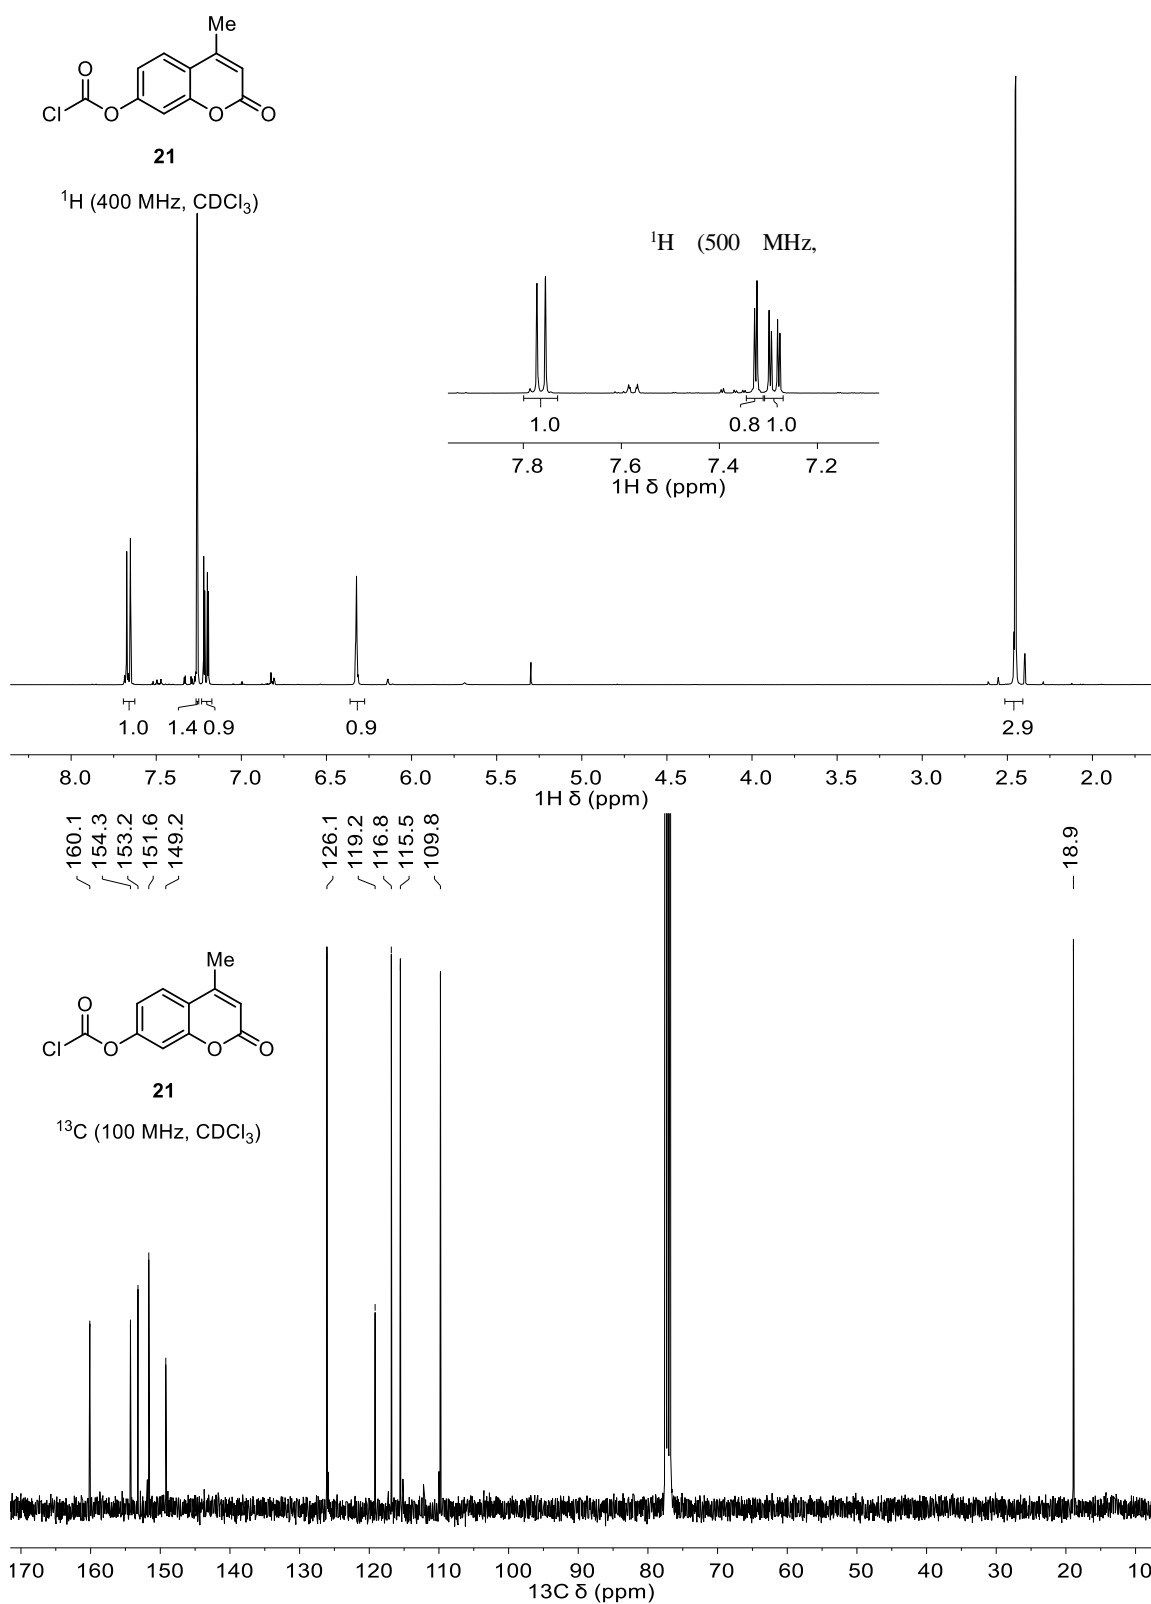 Me
O
Cl
O
O
O
21
¹H (400 MHz, CDCl₃)
¹H (500 MHz,
1.0
0.8 1.0
7.8 7.6 7.4 7.2
1H δ (ppm)
1.0 1.4 0.9 0.9 2.9
8.0 7.5 7.0 6.5 6.0 5.5 5.0 4.5 4.0 3.5 3.0 2.5 2.0
1H δ (ppm)
160.1
154.3
153.2
151.6
149.2
126.1
119.2
116.8
115.5
109.8
18.9
Me
O
Cl
O
O
O
21
¹³C (100 MHz, CDCl₃)
170 160 150 140 130 120 110 100 90 80 70 60 50 40 30 20 10
13C δ (ppm)